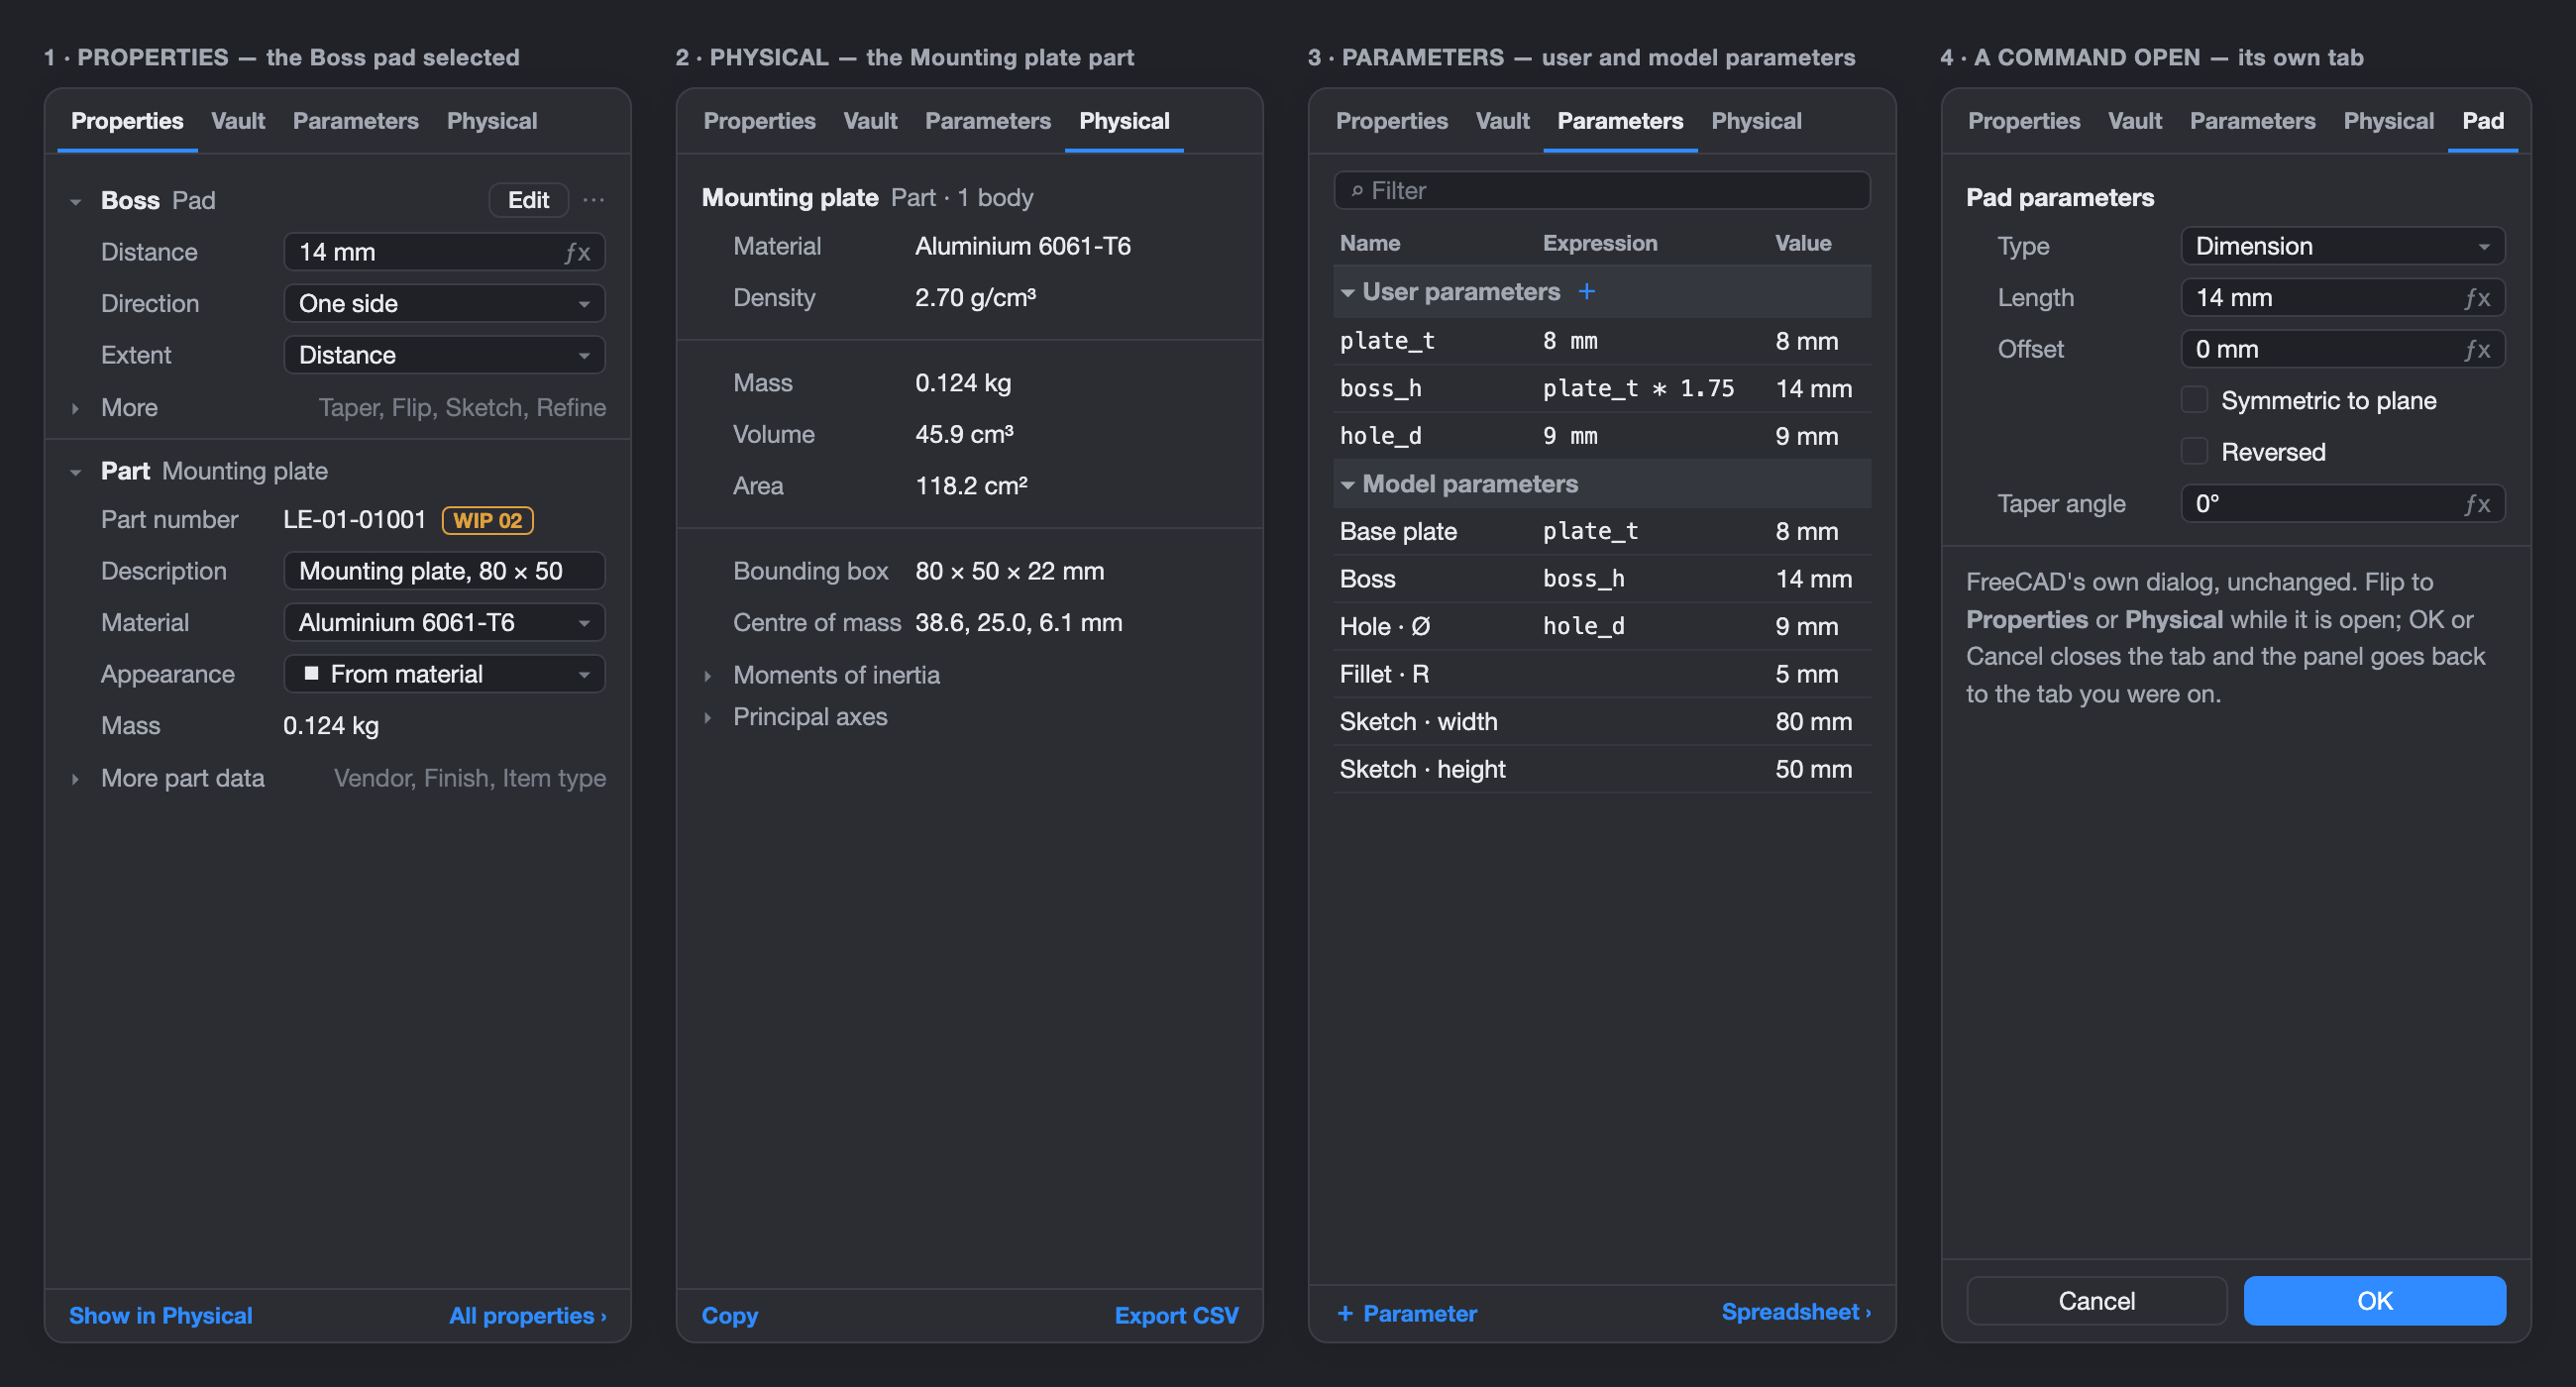 1 · PROPERTIES — the Boss pad selected
Properties Vault Parameters Physical
Boss Pad Edit ···
Distance 14 mm ƒx
Direction One side
Extent Distance
More Taper, Flip, Sketch, Refine
Part Mounting plate
Part number LE-01-01001 WIP 02
Description Mounting plate, 80 × 50
Material Aluminium 6061-T6
Appearance From material
Mass 0.124 kg
More part data Vendor, Finish, Item type
Show in Physical All properties ›
2 · PHYSICAL — the Mounting plate part
Properties Vault Parameters Physical
Mounting plate Part · 1 body
Material Aluminium 6061-T6
Density 2.70 g/cm³
Mass 0.124 kg
Volume 45.9 cm³
Area 118.2 cm²
Bounding box 80 × 50 × 22 mm
Centre of mass 38.6, 25.0, 6.1 mm
Moments of inertia
Principal axes
Copy Export CSV
3 · PARAMETERS — user and model parameters
Properties Vault Parameters Physical
Filter
Name Expression Value
User parameters +
plate_t 8 mm 8 mm
boss_h plate_t * 1.75 14 mm
hole_d 9 mm 9 mm
Model parameters
Base plate plate_t 8 mm
Boss boss_h 14 mm
Hole · Ø hole_d 9 mm
Fillet · R 5 mm
Sketch · width 80 mm
Sketch · height 50 mm
+ Parameter Spreadsheet ›
4 · A COMMAND OPEN — its own tab
Properties Vault Parameters Physical Pad
Pad parameters
Type Dimension
Length 14 mm ƒx
Offset 0 mm ƒx
Symmetric to plane
Reversed
Taper angle 0° ƒx
FreeCAD's own dialog, unchanged. Flip to
Properties or Physical while it is open; OK or
Cancel closes the tab and the panel goes back
to the tab you were on.
Cancel OK